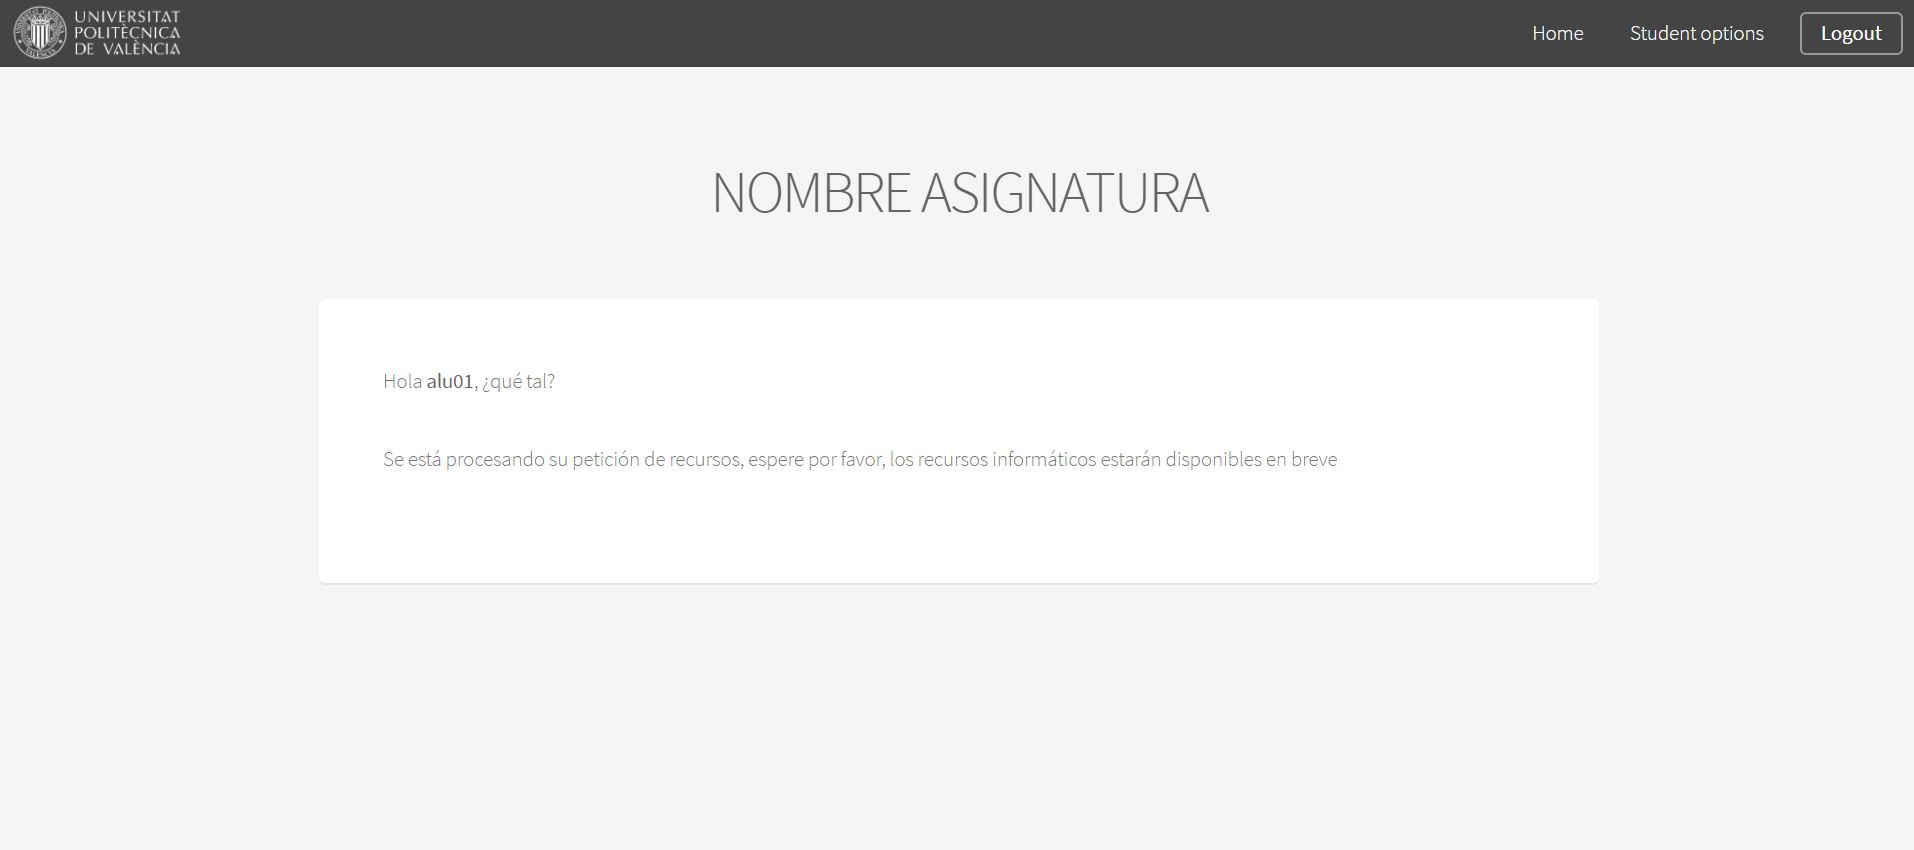 UNIVERSITAT
POLITÈCNICA
DE VALÈNCIA
Home
Student options
Logout
NOMBRE ASIGNATURA
Hola alu01, ¿qué tal?
Se está procesando su petición de recursos, espere por favor, los recursos informáticos estarán disponibles en breve